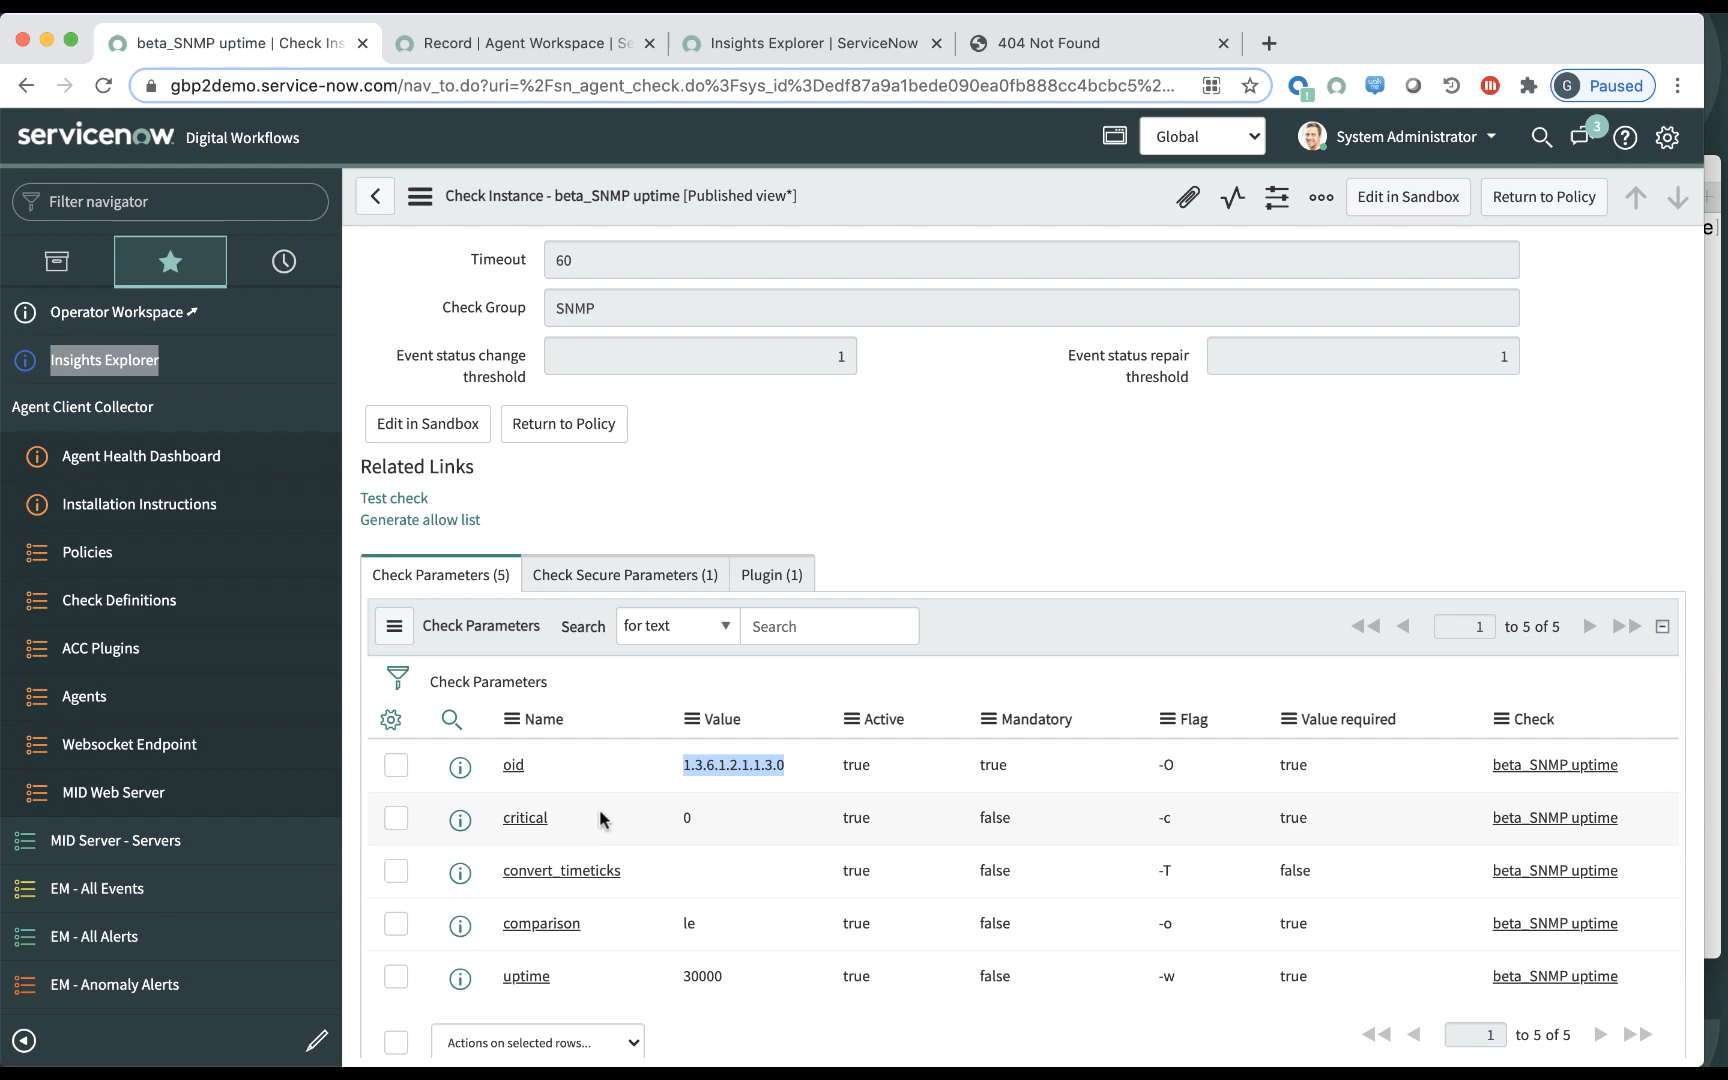 beta_SNMP uptime | Check Ins
Record | Agent Workspace | Se
Insights Explorer | ServiceNow
404 Not Found
gbp2demo.service-now.com/nav_to.do?uri=%2Fsn_agent_check.do%3Fsys_id%3Dedf87a9a1bede090ea0fb888cc4bcbc5%2...
G Paused
servicenow Digital Workflows
Global
System Administrator
3
Filter navigator
Check Instance - beta_SNMP uptime [Published view*]
Edit in Sandbox
Return to Policy
Operator Workspace
Insights Explorer
Agent Client Collector
Agent Health Dashboard
Installation Instructions
Policies
Check Definitions
ACC Plugins
Agents
Websocket Endpoint
MID Web Server
MID Server - Servers
EM - All Events
EM - All Alerts
EM - Anomaly Alerts
Timeout 60
Check Group SNMP
Event status change threshold 1
Event status repair threshold 1
Edit in Sandbox
Return to Policy
Related Links
Test check
Generate allow list
Check Parameters (5)
Check Secure Parameters (1)
Plugin (1)
Check Parameters Search for text Search
1 to 5 of 5
Check Parameters
Name Value Active Mandatory Flag Value required Check
oid 1.3.6.1.2.1.1.3.0 true true -O true beta_SNMP uptime
critical 0 true false -c true beta_SNMP uptime
convert_timeticks true false -T false beta_SNMP uptime
comparison le true false -o true beta_SNMP uptime
uptime 30000 true false -w true beta_SNMP uptime
Actions on selected rows...
1 to 5 of 5
e]